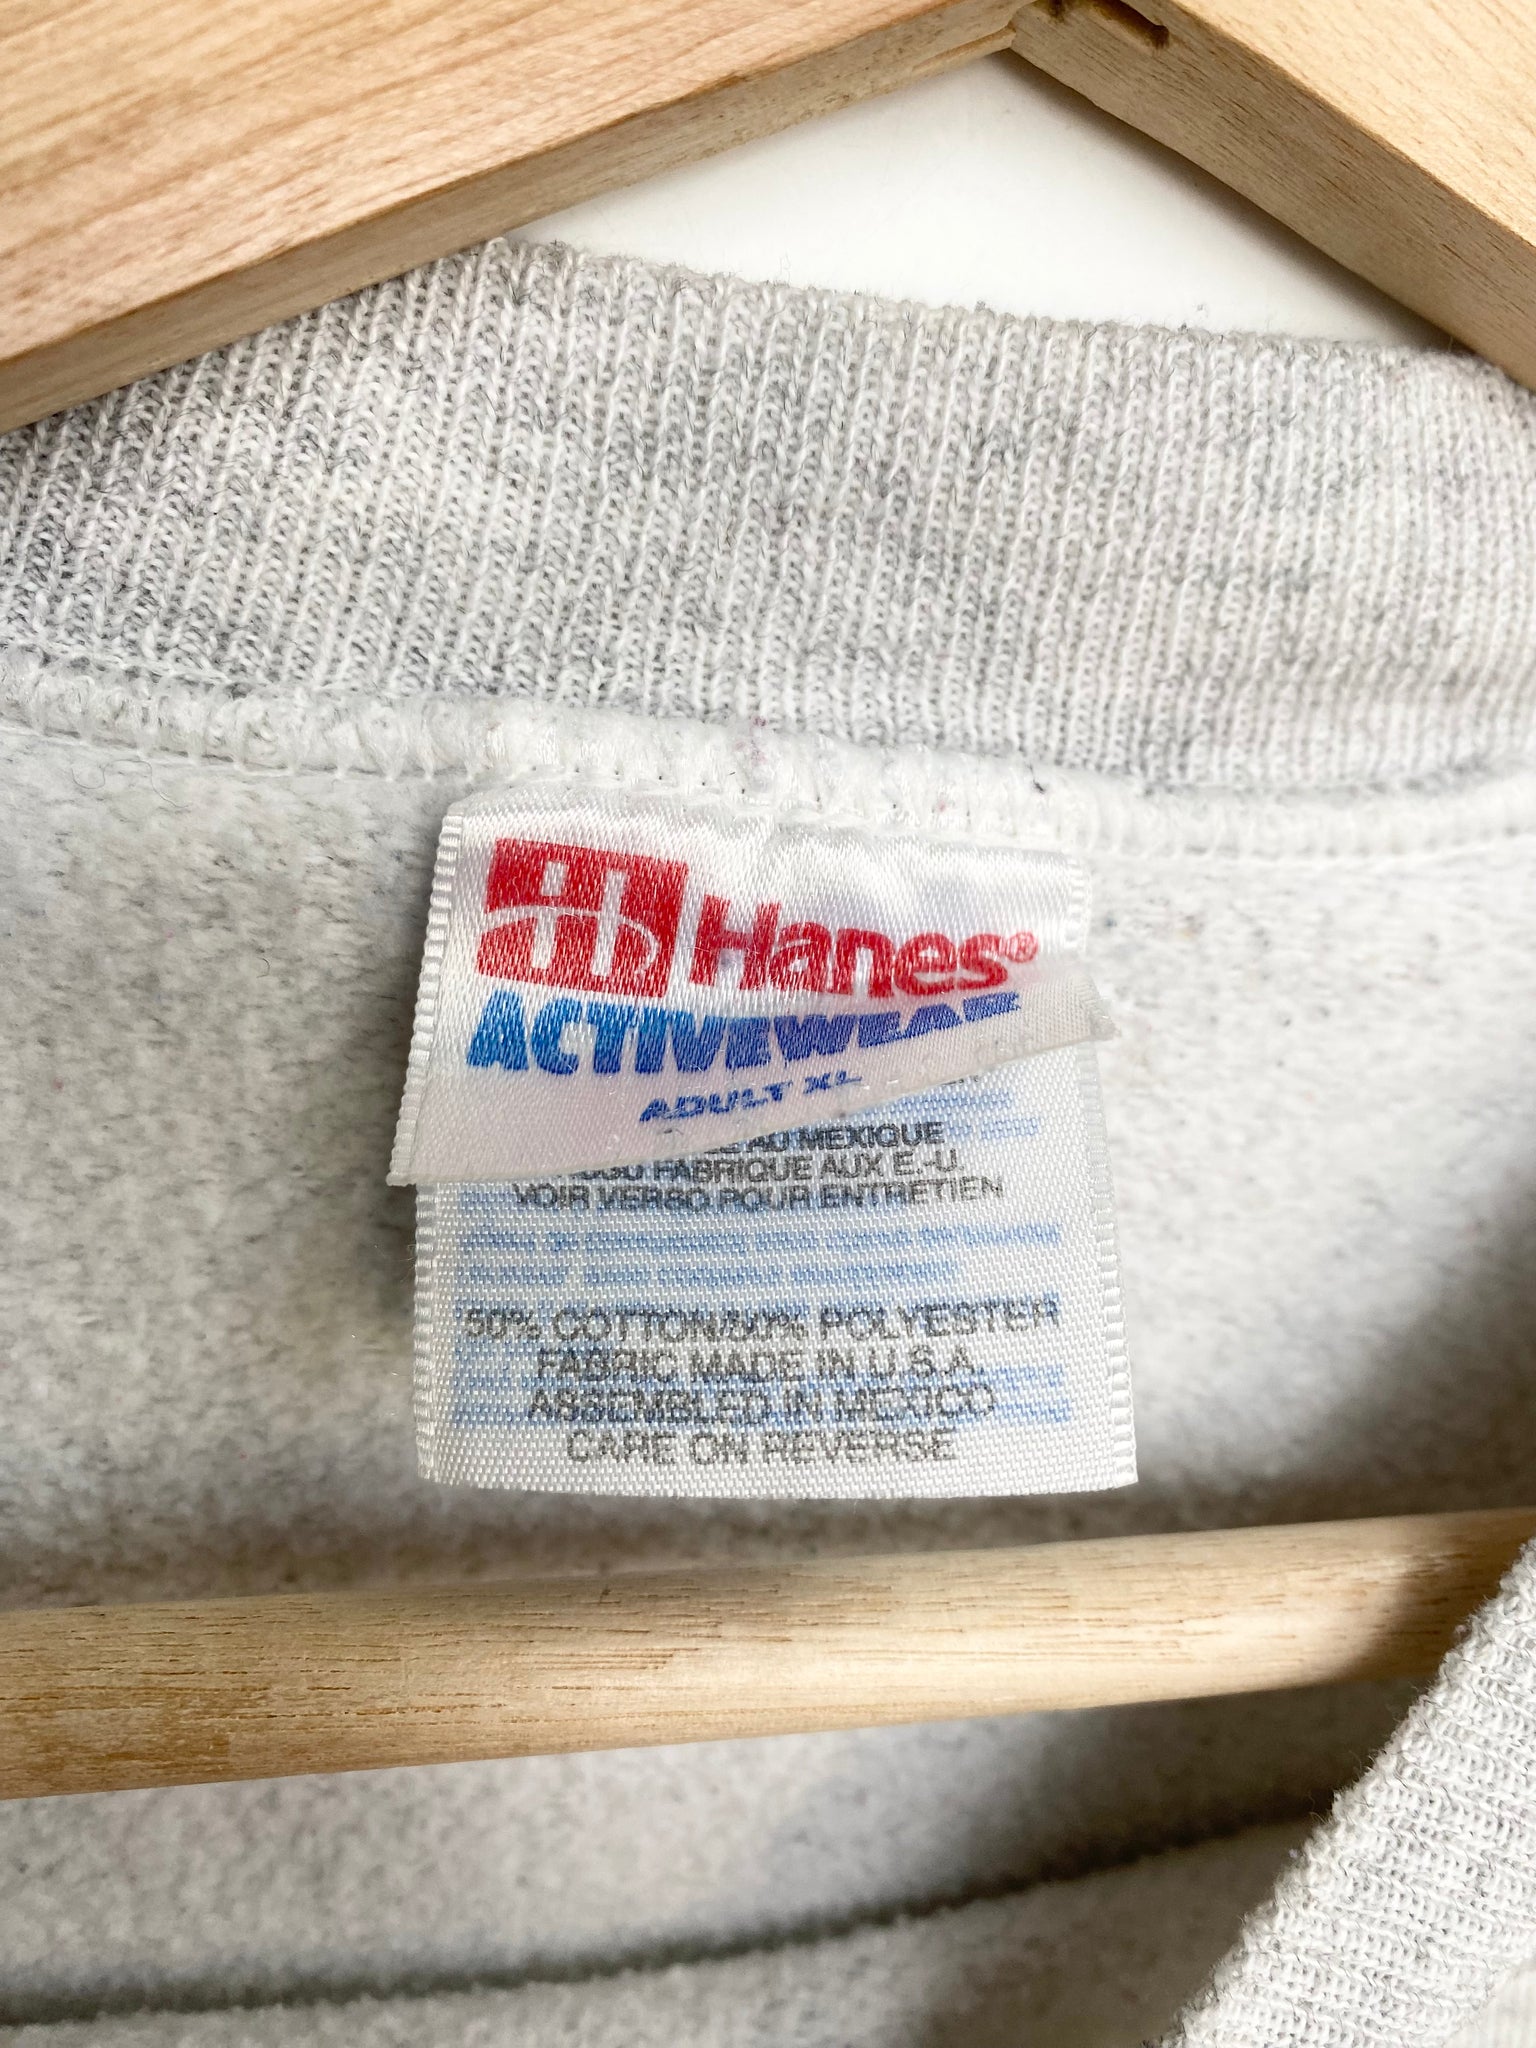 Hanes®
ACTIVEWEAR
ADULT XL
AU MEXIQUE
FABRIQUE AUX E.-U.
VOIR VERSO POUR ENTRETIEN
50% COTTON/50% POLYESTER
FABRIC MADE IN U.S.A.
ASSEMBLED IN MEXICO
CARE ON REVERSE